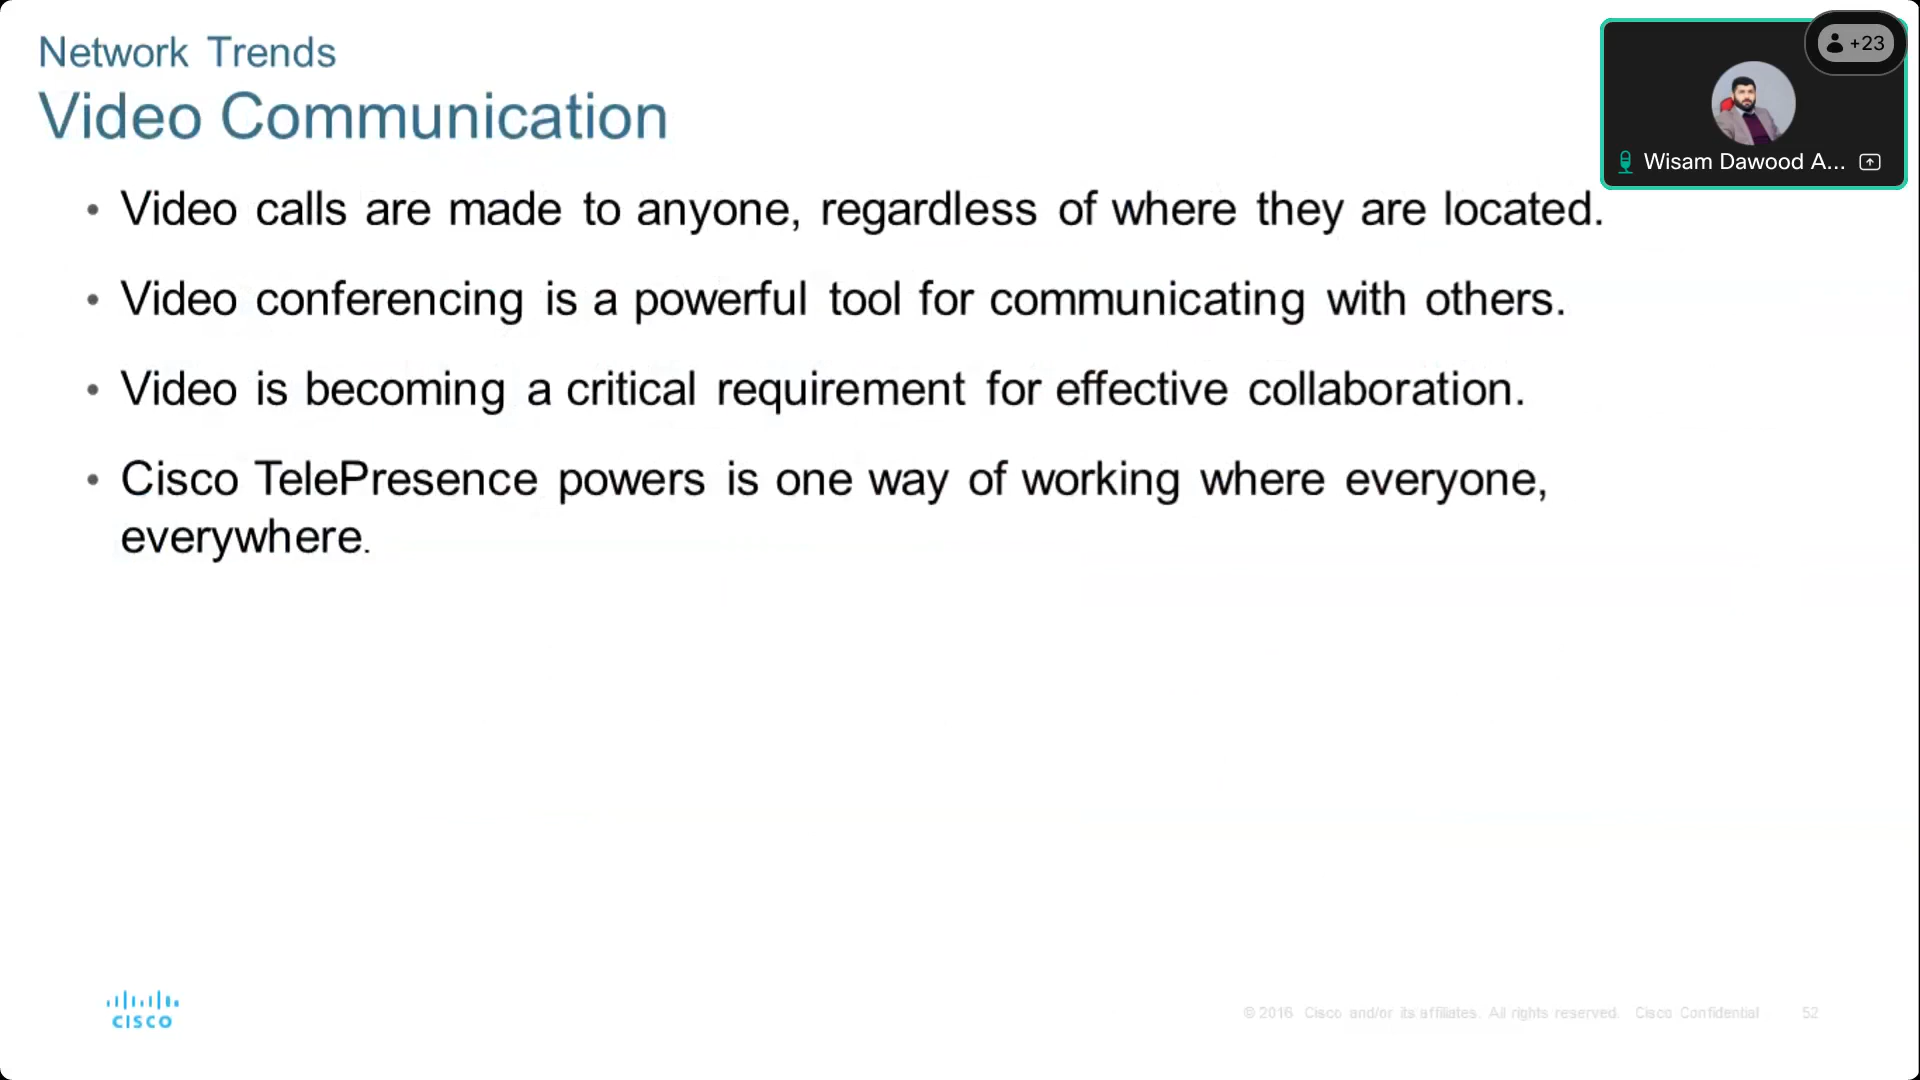 Network Trends
Video Communication
+23
Wisam Dawood A...
• Video calls are made to anyone, regardless of where they are located.
• Video conferencing is a powerful tool for communicating with others.
• Video is becoming a critical requirement for effective collaboration.
• Cisco TelePresence powers is one way of working where everyone,
everywhere.
CISCO
© 2016 Cisco and/or its affiliates. All rights reserved. Cisco Confidential 52